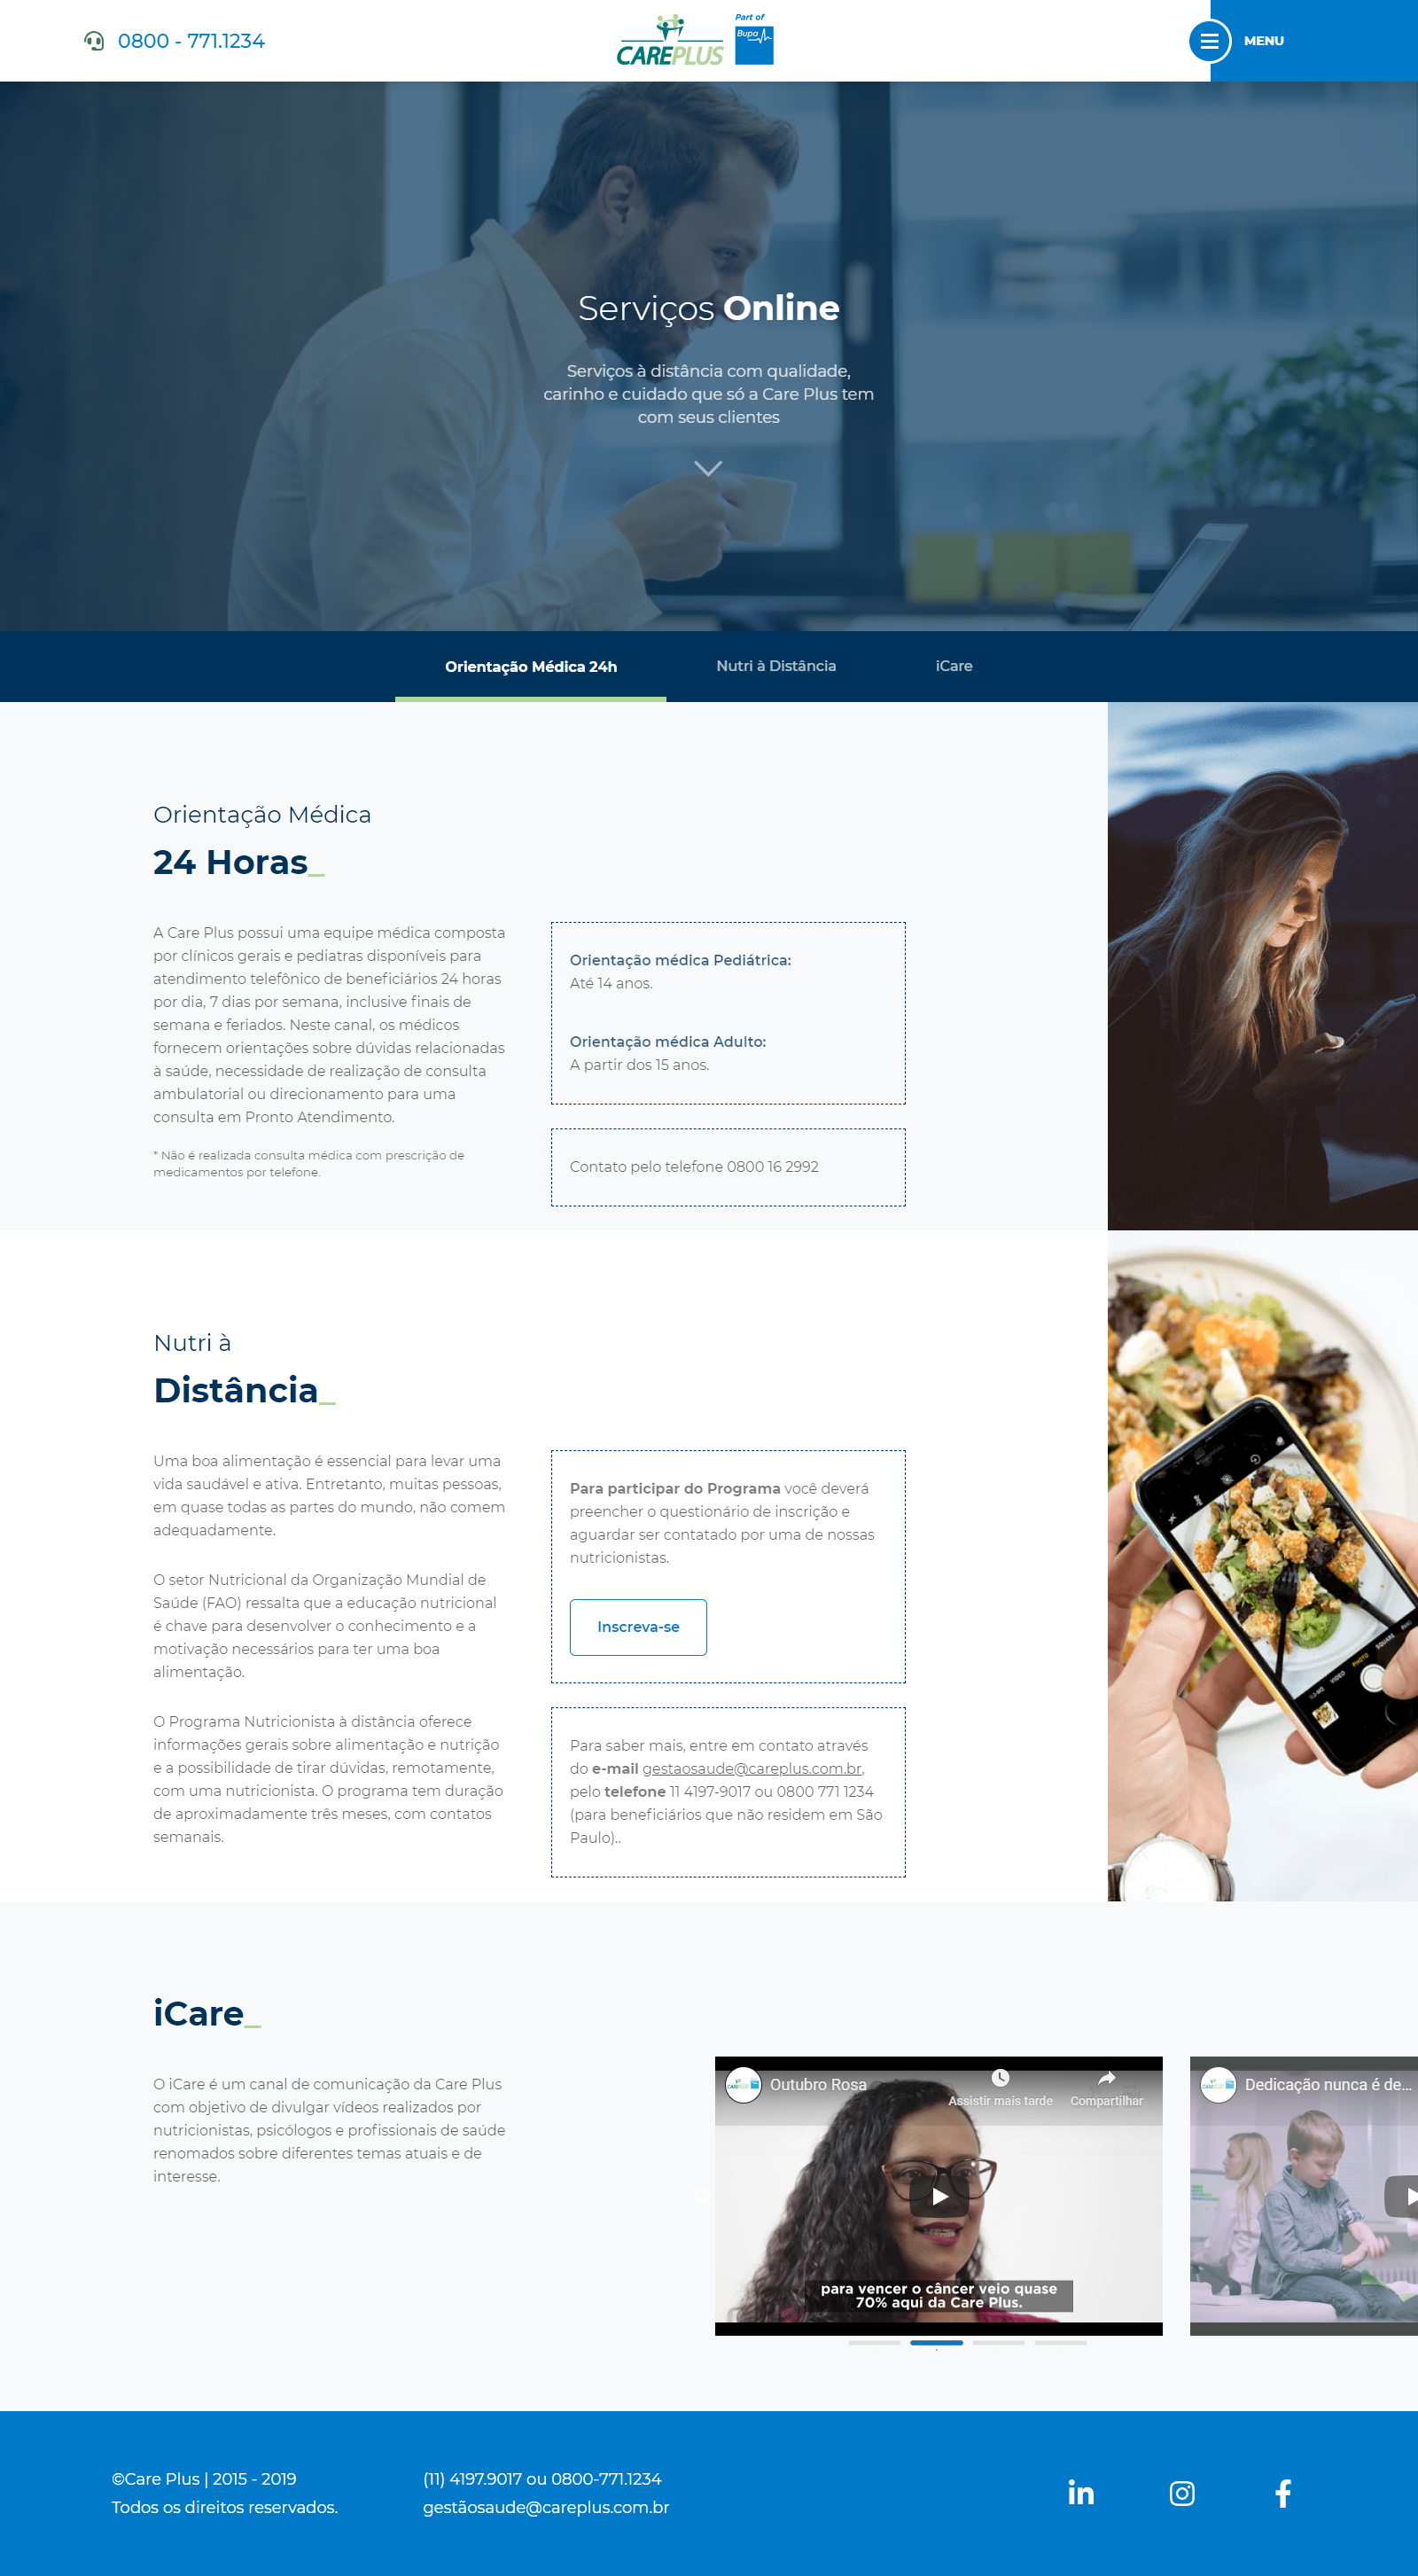 0800 - 771.1234
CAREPLUS
Part of
Bupa
MENU
Serviços Online
Serviços à distância com qualidade,
carinho e cuidado que só a Care Plus tem
com seus clientes
Orientação Médica 24h
Nutri à Distância
iCare
Orientação Médica
24 Horas_
A Care Plus possui uma equipe médica composta
por clínicos gerais e pediatras disponíveis para
atendimento telefônico de beneficiários 24 horas
por dia, 7 dias por semana, inclusive finais de
semana e feriados. Neste canal, os médicos
fornecem orientações sobre dúvidas relacionadas
à saúde, necessidade de realização de consulta
ambulatorial ou direcionamento para uma
consulta em Pronto Atendimento.
* Não é realizada consulta médica com prescrição de
medicamentos por telefone.
Orientação médica Pediátrica:
Até 14 anos.
Orientação médica Adulto:
A partir dos 15 anos.
Contato pelo telefone 0800 16 2992
Nutri à
Distância_
Uma boa alimentação é essencial para levar uma
vida saudável e ativa. Entretanto, muitas pessoas,
em quase todas as partes do mundo, não comem
adequadamente.
O setor Nutricional da Organização Mundial de
Saúde (FAO) ressalta que a educação nutricional
é chave para desenvolver o conhecimento e a
motivação necessários para ter uma boa
alimentação.
O Programa Nutricionista à distância oferece
informações gerais sobre alimentação e nutrição
e a possibilidade de tirar dúvidas, remotamente,
com uma nutricionista. O programa tem duração
de aproximadamente três meses, com contatos
semanais.
Para participar do Programa você deverá
preencher o questionário de inscrição e
aguardar ser contatado por uma de nossas
nutricionistas.
Inscreva-se
Para saber mais, entre em contato através
do e-mail gestaosaude@careplus.com.br,
pelo telefone 11 4197-9017 ou 0800 771 1234
(para beneficiários que não residem em São
Paulo)..
VIDEO
PHOTO
SQUARE
iCare_
O iCare é um canal de comunicação da Care Plus
com objetivo de divulgar vídeos realizados por
nutricionistas, psicólogos e profissionais de saúde
renomados sobre diferentes temas atuais e de
interesse.
Outubro Rosa
Assistir mais tarde
Compartilhar
para vencer o câncer veio quase
70% aqui da Care Plus.
Dedicação nunca é de...
©Care Plus | 2015 - 2019
Todos os direitos reservados.
(11) 4197.9017 ou 0800-771.1234
gestãosaude@careplus.com.br